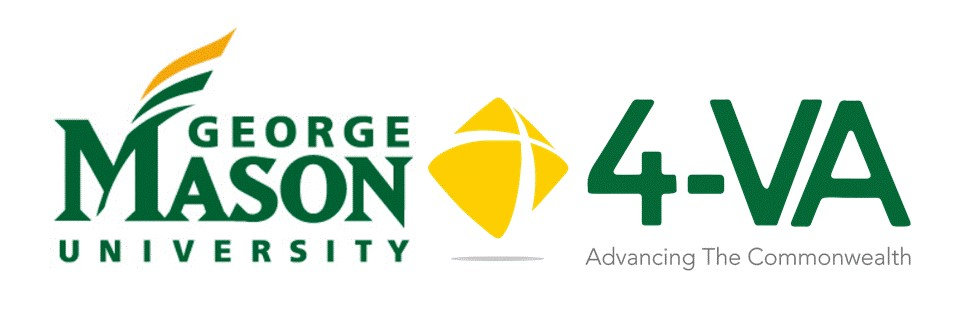 GEORGE
MASON
UNIVERSITY
4-VA
Advancing The Commonwealth